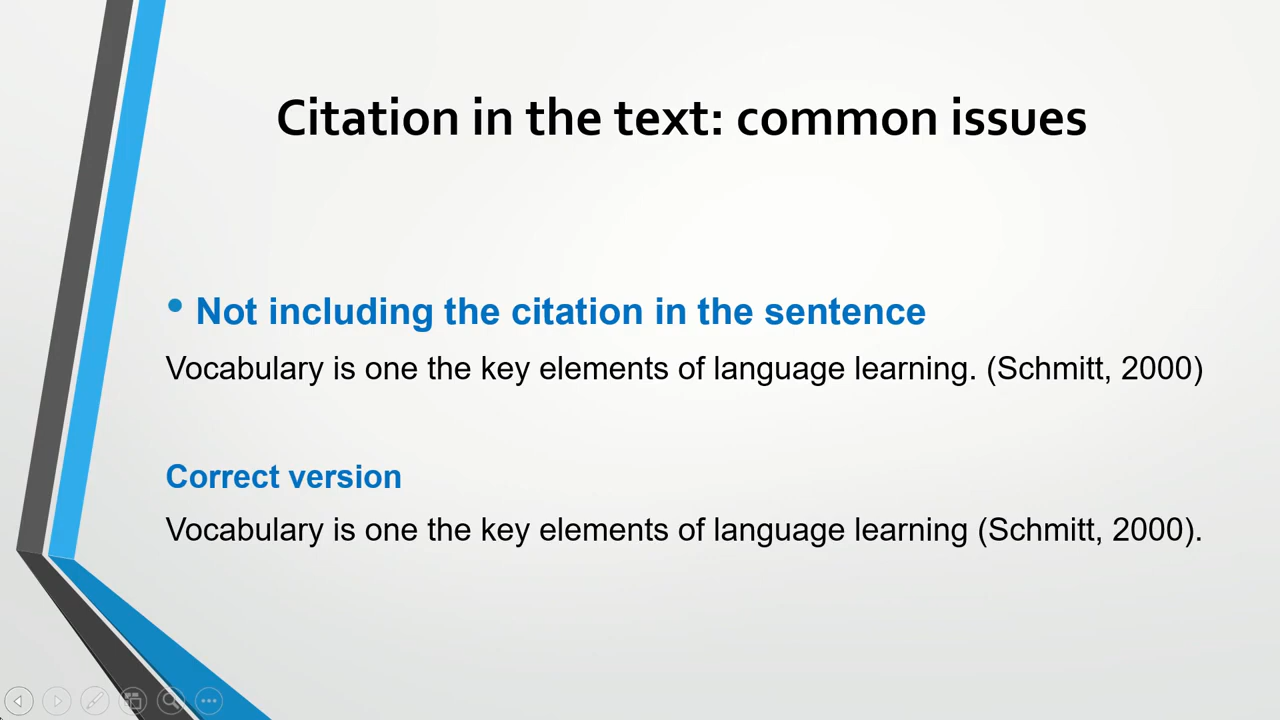 Citation in the text: common issues
• Not including the citation in the sentence
Vocabulary is one the key elements of language learning. (Schmitt, 2000)
Correct version
Vocabulary is one the key elements of language learning (Schmitt, 2000).